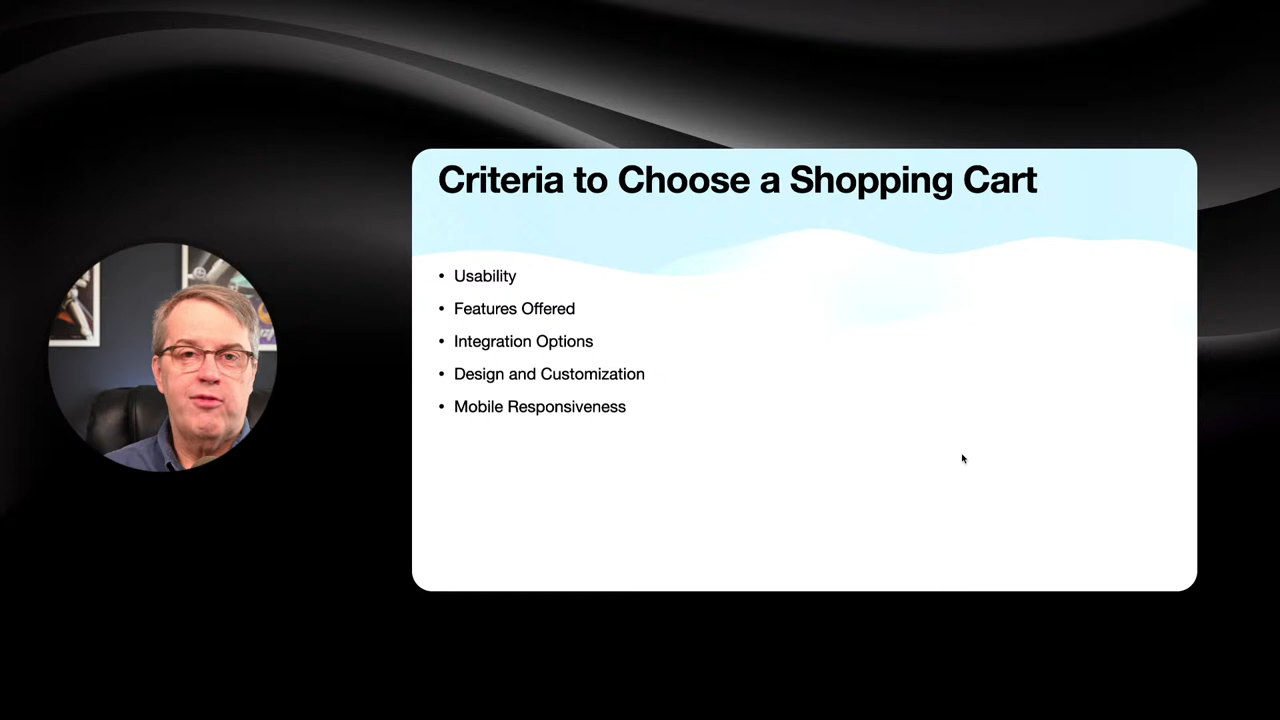 Criteria to Choose a Shopping Cart
• Usability
• Features Offered
• Integration Options
• Design and Customization
• Mobile Responsiveness